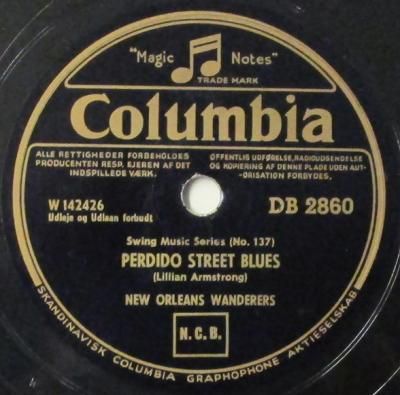 "Magic Notes"
TRADE MARK
Columbia
ALLE RETTIGHEDER FORBEHOLDES
PRODUCENTEN RESP. EJEREN AF DET
INDSPILLEDE VÆRK.
OFFENTLIG UDFØRELSE, RADIOUDSENDELSE
OG KOPIERING AF DENNE PLADE UDEN AUT-
ORISATION FORBYDES.
W 142426
Udleje og Udlaan forbudt
DB 2860
Swing Music Series (No. 137)
PERDIDO STREET BLUES
(Lillian Armstrong)
NEW ORLEANS WANDERERS
N.C.B.
SKANDINAVISK COLUMBIA GRAPHOPHONE AKTIESELSKAB